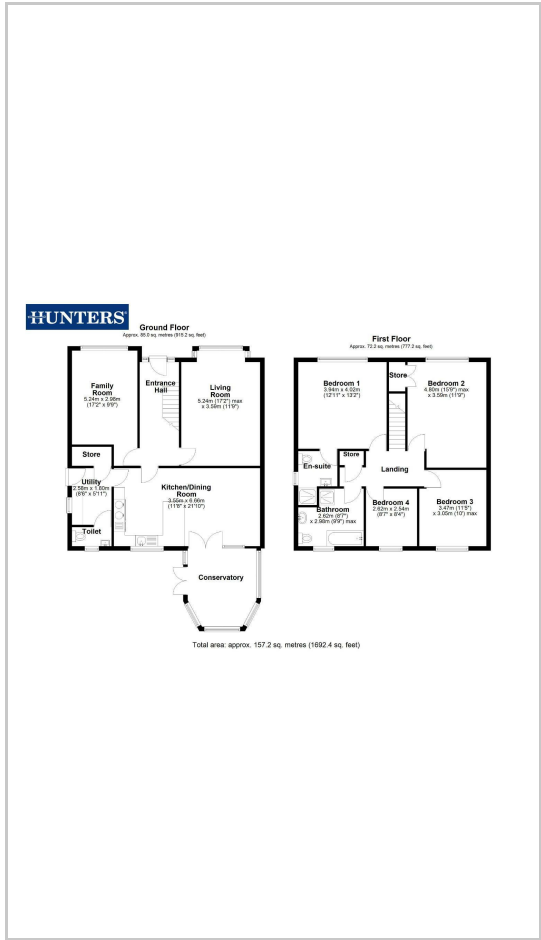 HUNTERS®
Ground Floor
Approx. 85.0 sq. metres (915.2 sq. feet)
Family
Room
5.24m x 2.98m
(17'2" x 9'9")
Entrance
Hall
Living
Room
5.24m (17'2") max
x 3.59m (11'9")
Store
Utility
2.58m x 1.80m
(8'6" x 5'11")
Kitchen/Dining
Room
3.55m x 6.66m
(11'8" x 21'10")
Toilet
Conservatory
First Floor
Approx. 72.2 sq. metres (777.2 sq. feet)
Bedroom 1
3.94m x 4.02m
(12'11" x 13'2")
Store
Bedroom 2
4.80m (15'9") max
x 3.59m (11'9")
Store
En-suite
Landing
Bathroom
2.62m (8'7")
x 2.98m (9'9") max
Bedroom 4
2.62m x 2.54m
(8'7" x 8'4")
Bedroom 3
3.47m (11'5")
x 3.05m (10') max
Total area: approx. 157.2 sq. metres (1692.4 sq. feet)